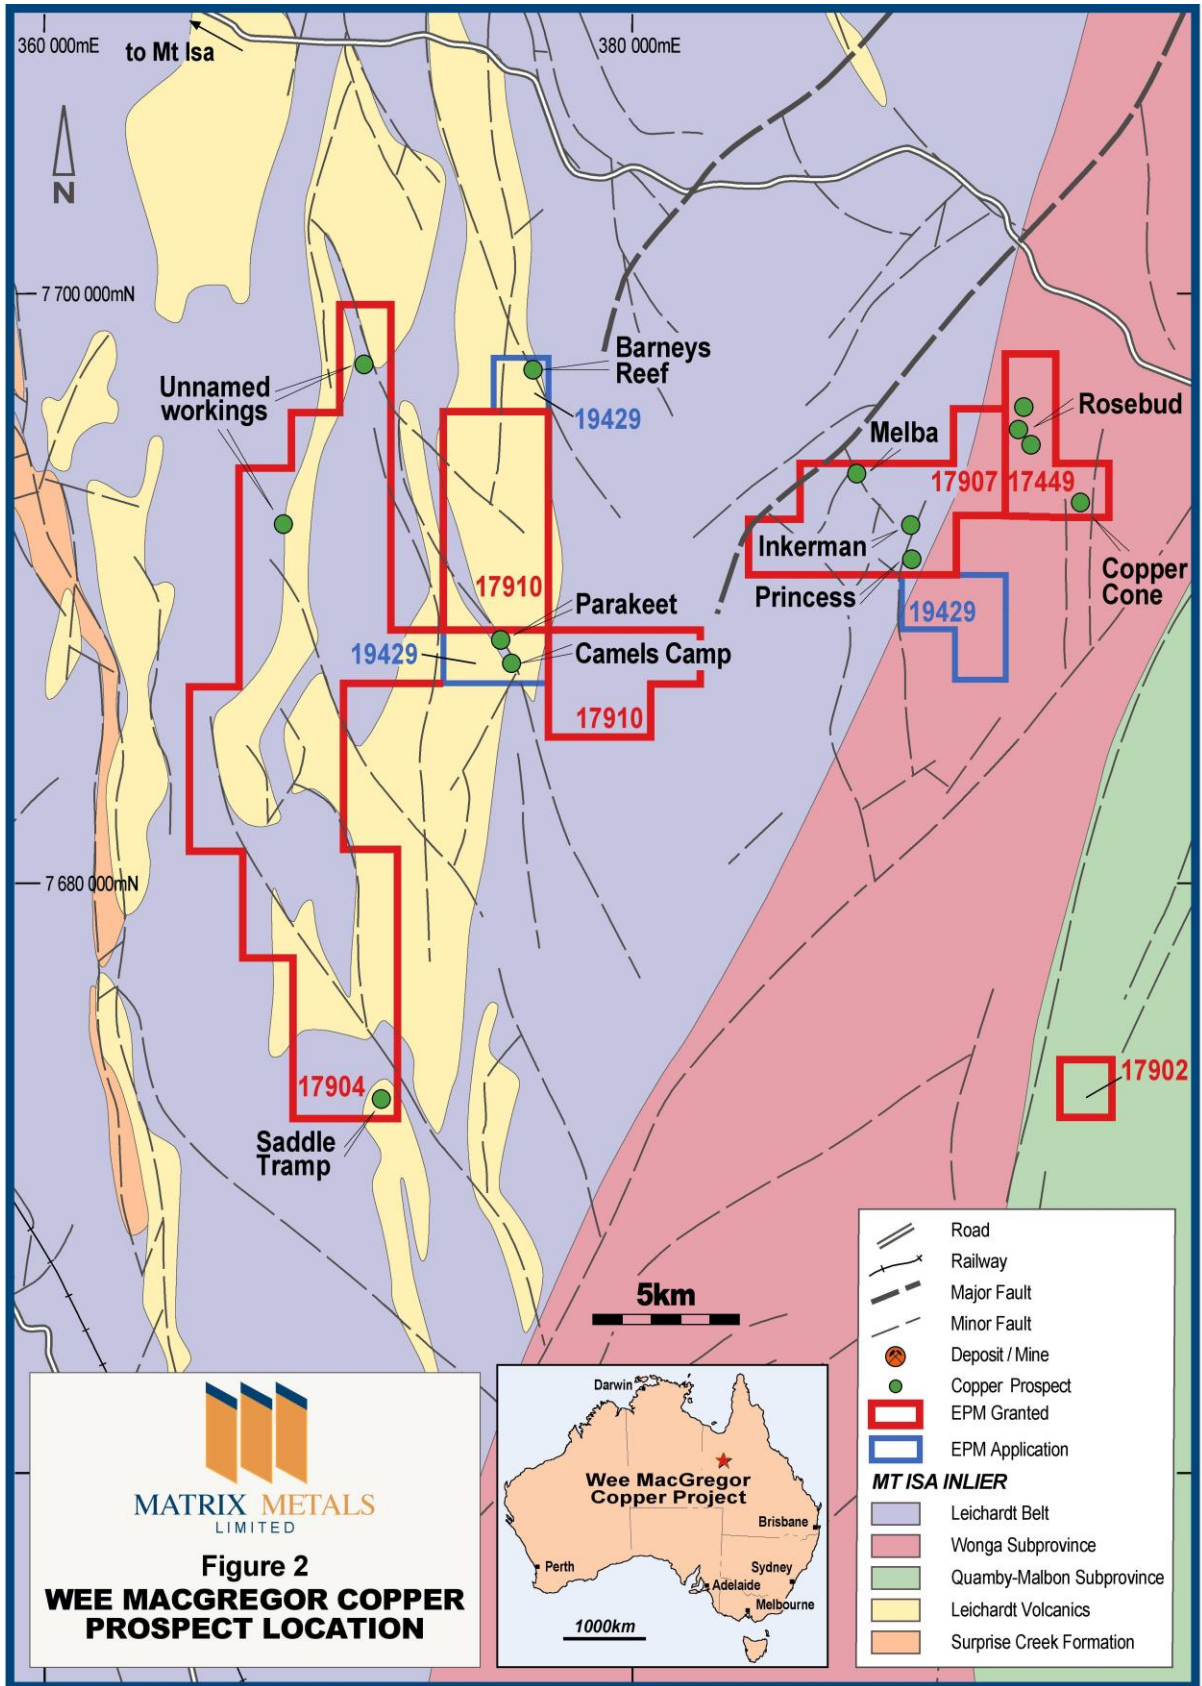 360 000mE
to Mt Isa
380 000mE
N
7 700 000mN
Barneys
Reef
Unnamed
workings
19429
Rosebud
Melba
17907
17449
Inkerman
17910
Copper
Cone
Princess
Parakeet
19429
19429
Camels Camp
17910
7 680 000mN
17902
17904
Saddle
Tramp
5km
Road
Railway
Major Fault
Minor Fault
Deposit / Mine
Copper Prospect
EPM Granted
EPM Application
MT ISA INLIER
Leichardt Belt
Wonga Subprovince
Quamby-Malbon Subprovince
Leichardt Volcanics
Surprise Creek Formation
MATRIX METALS
LIMITED
Figure 2
WEE MACGREGOR COPPER
PROSPECT LOCATION
Darwin
Wee MacGregor
Copper Project
Brisbane
Perth
Sydney
Adelaide
Melbourne
1000km